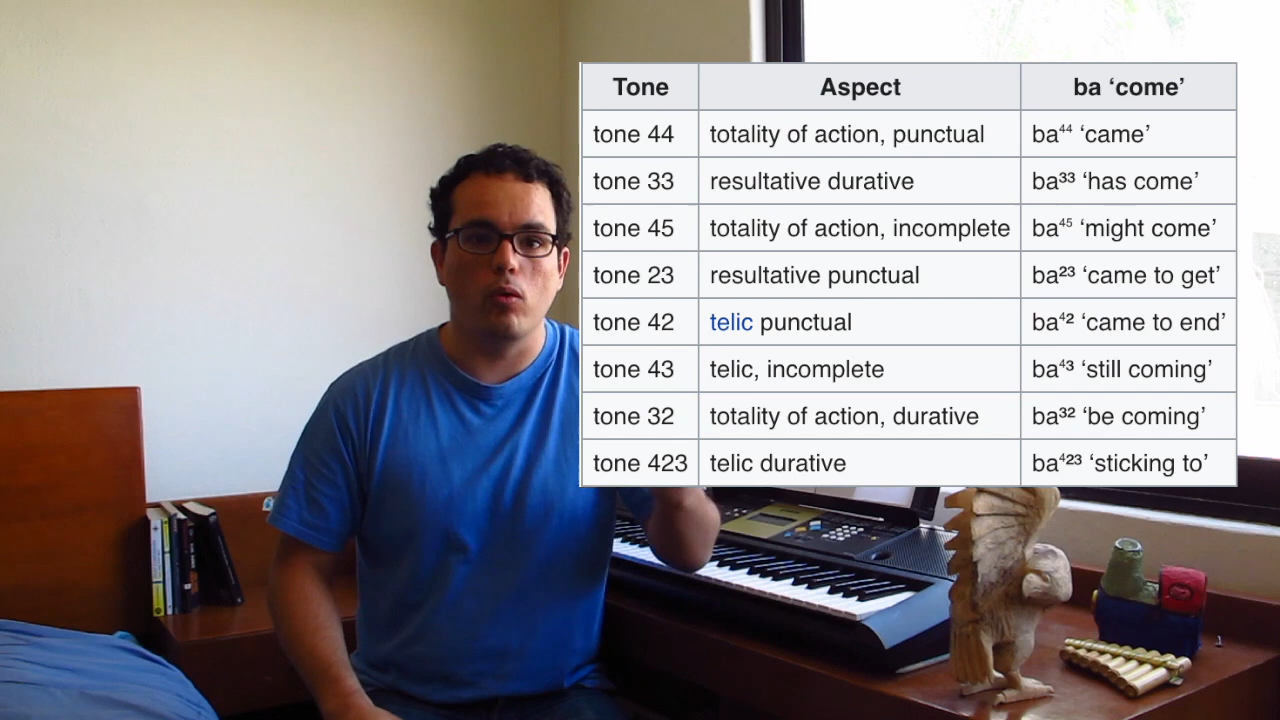 Tone Aspect ba ‘come’
tone 44 totality of action, punctual ba⁴⁴ ‘came’
tone 33 resultative durative ba³³ ‘has come’
tone 45 totality of action, incomplete ba⁴⁵ ‘might come’
tone 23 resultative punctual ba²³ ‘came to get’
tone 42 telic punctual ba⁴² ‘came to end’
tone 43 telic, incomplete ba⁴³ ‘still coming’
tone 32 totality of action, durative ba³² ‘be coming’
tone 423 telic durative ba⁴²³ ‘sticking to’